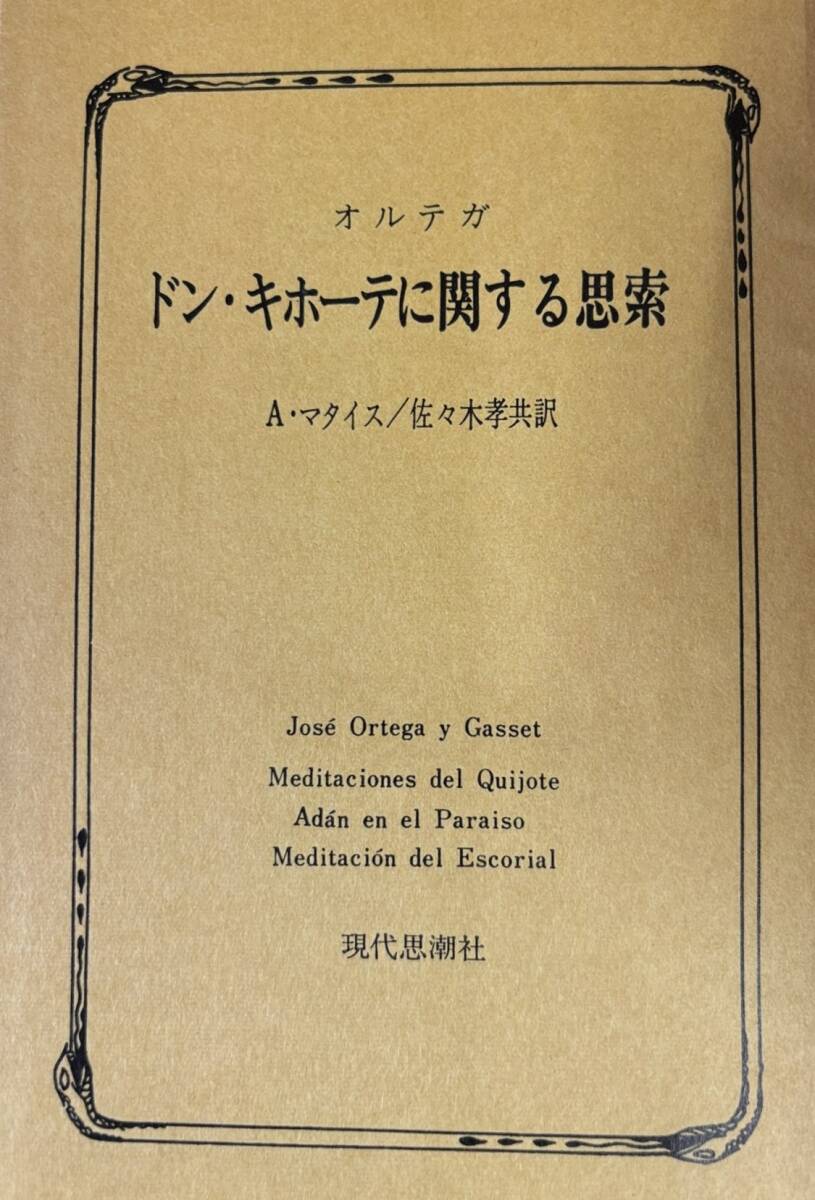 オルテガ
ドン・キホーテに関する思索
A・マタイス/佐々木孝共訳
José Ortega y Gasset
Meditaciones del Quijote
Adán en el Paraiso
Meditación del Escorial
現代思潮社